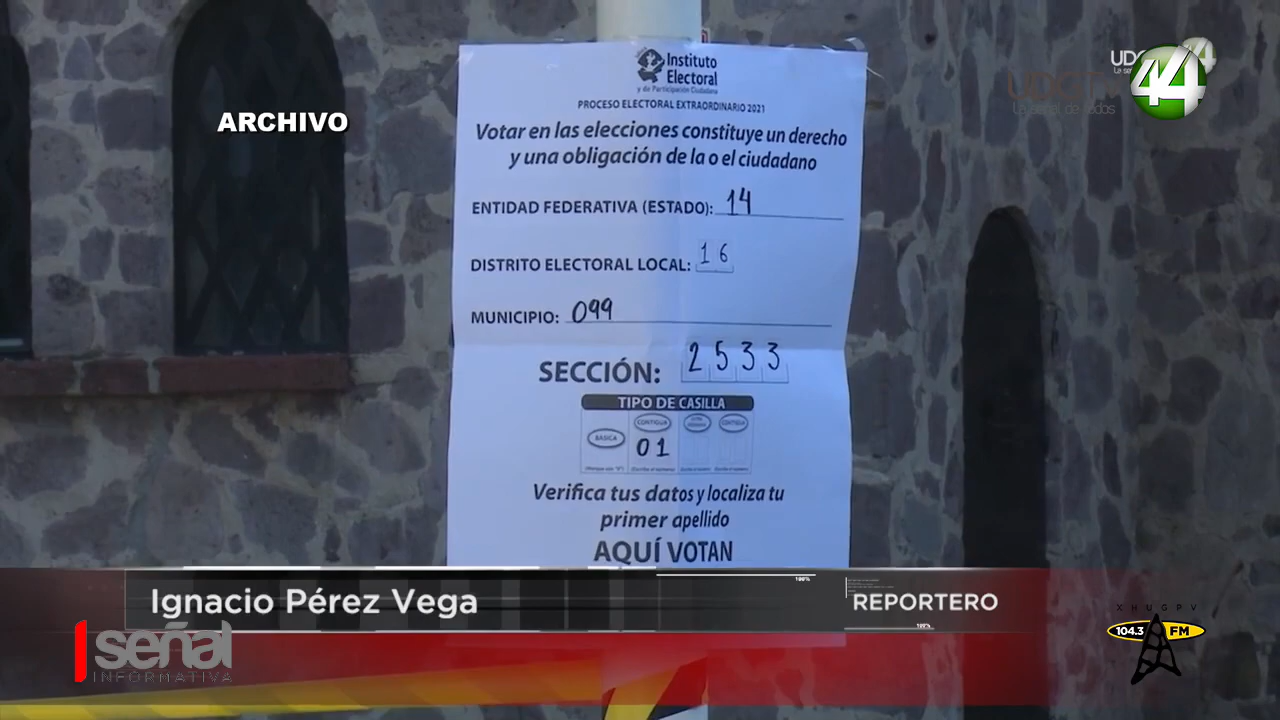 ARCHIVO
Instituto
Electoral
y de Participación Ciudadana
PROCESO ELECTORAL EXTRAORDINARIO 2021
Votar en las elecciones constituye un derecho
y una obligación de la o el ciudadano
ENTIDAD FEDERATIVA (ESTADO): 14
DISTRITO ELECTORAL LOCAL: 16
MUNICIPIO: 099
SECCIÓN: 2533
TIPO DE CASILLA
BÁSICA
CONTIGUA
CONTIGUA
01
Verifica tus datos y localiza tu
primer apellido
AQUÍ VOTAN
44
La señal de todos
100%
Ignacio Pérez Vega
REPORTERO
100%
señal
INFORMATIVA
XHUGPV
104.3 FM